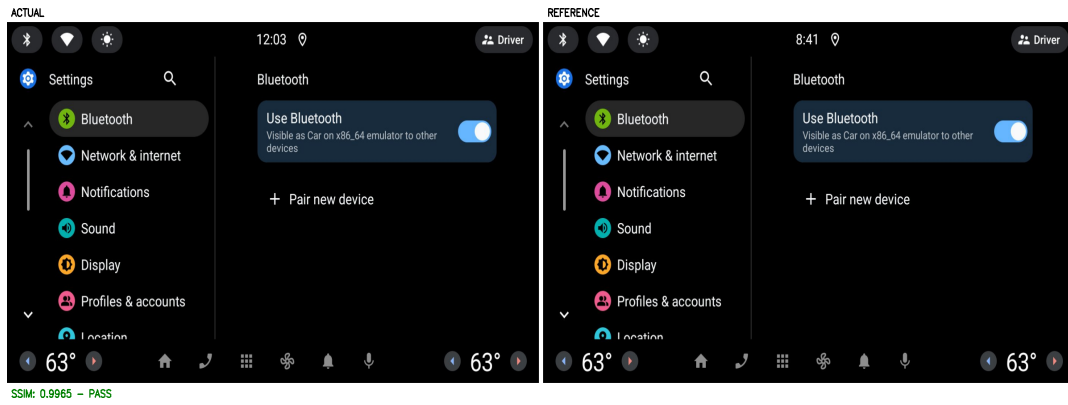 ACTUAL
12:03
Driver
Settings
Bluetooth
Bluetooth
Use Bluetooth
Visible as Car on x86_64 emulator to other
devices
Network & internet
Notifications
Pair new device
Sound
Display
Profiles & accounts
Location
63°
63°
SSIM: 0.9965 - PASS
REFERENCE
8:41
Driver
Settings
Bluetooth
Bluetooth
Use Bluetooth
Visible as Car on x86_64 emulator to other
devices
Network & internet
Notifications
Pair new device
Sound
Display
Profiles & accounts
Location
63°
63°